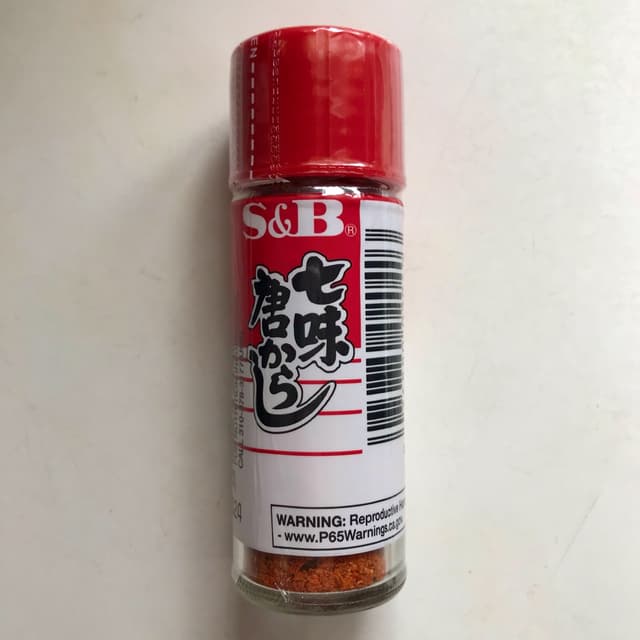 S&B®
七味
唐からし
WARNING: Reproductive
- www.P65Warnings.ca.gov